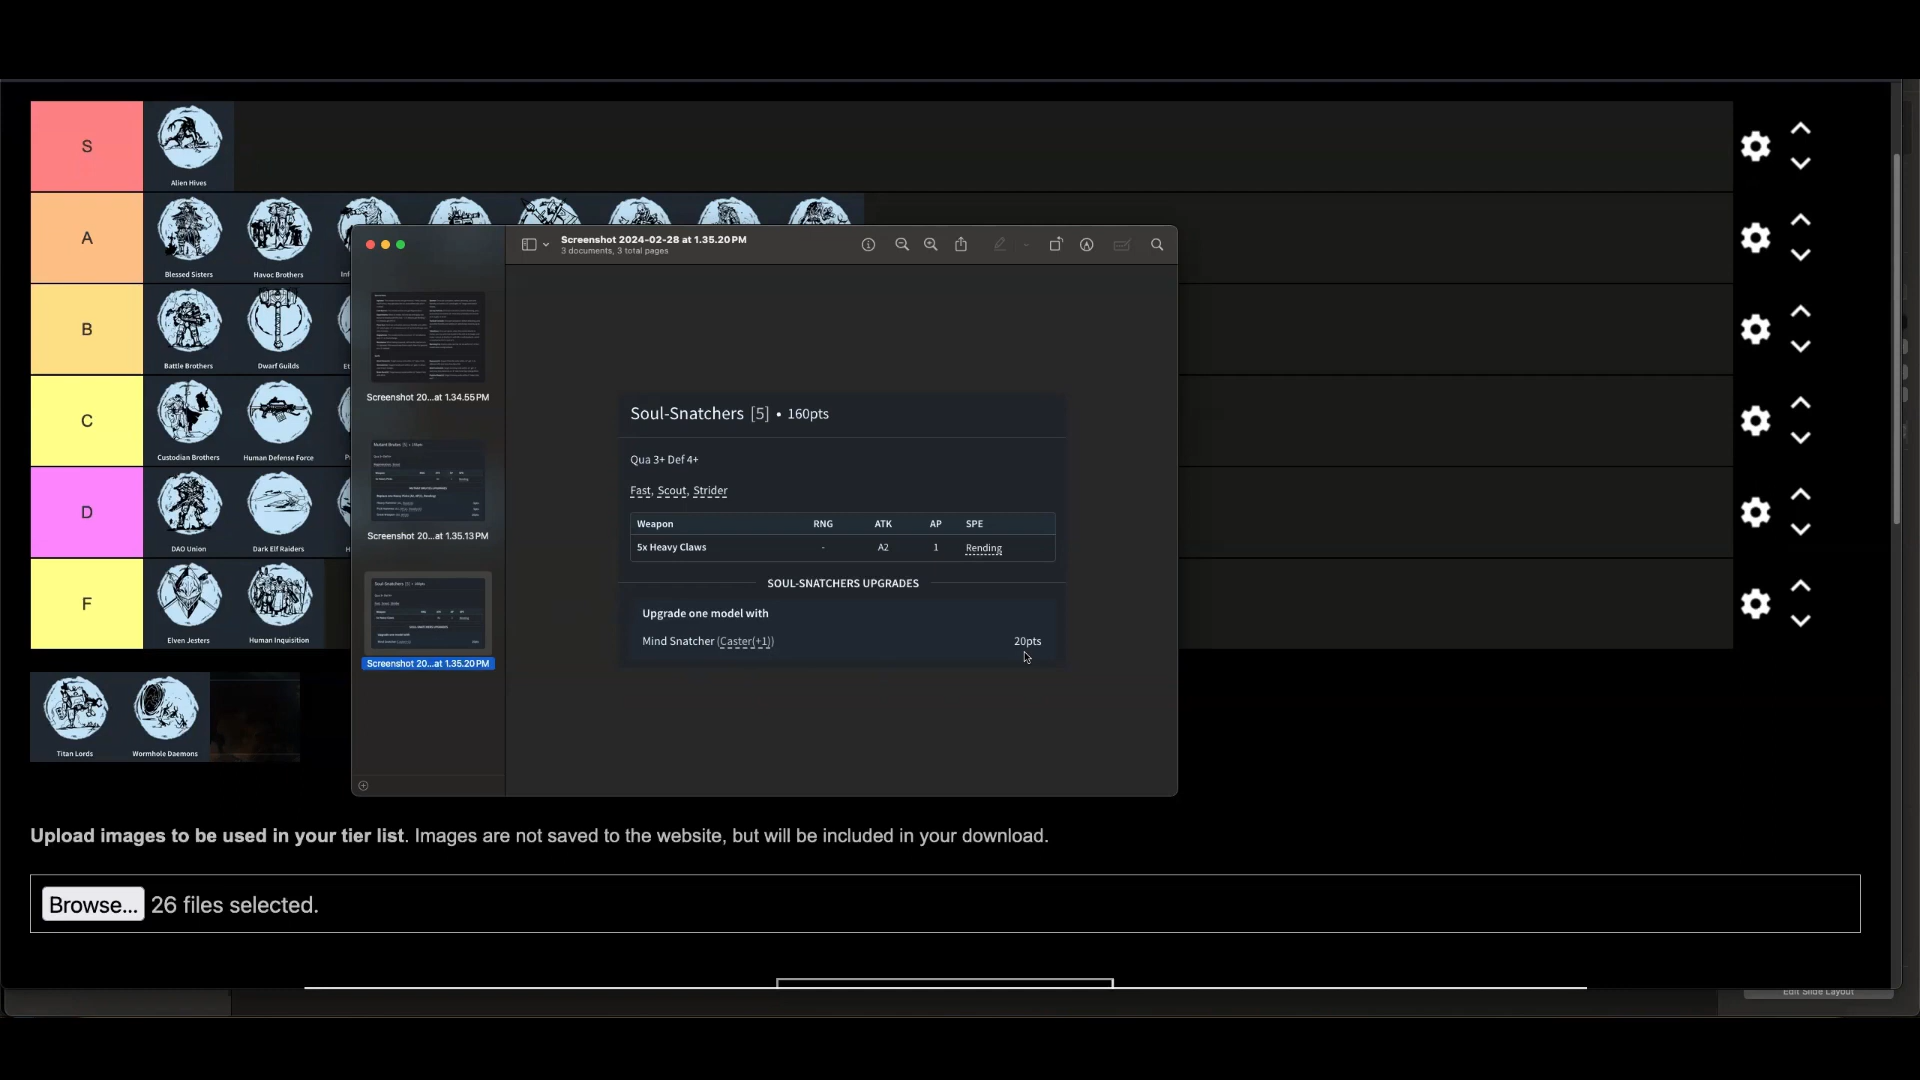 S
Alien Hives
A
Blessed Sisters
Havoc Brothers
Inf
B
Battle Brothers
Dwarf Guilds
Et
C
Custodian Brothers
Human Defense Force
D
DAO Union
Dark Elf Raiders
F
Elven Jesters
Human Inquisition
Titan Lords
Wormhole Daemons
Screenshot 2024-02-28 at 1.35.20 PM
3 documents, 3 total pages
Screenshot 20...at 1.34.55 PM
Screenshot 20...at 1.35.13 PM
Screenshot 20...at 1.35.20 PM
Soul-Snatchers [5] • 160pts
Qua 3+ Def 4+
Fast, Scout, Strider
Weapon RNG ATK AP SPE
5x Heavy Claws - A2 1 Rending
SOUL-SNATCHERS UPGRADES
Upgrade one model with
Mind Snatcher (Caster(+1)) 20pts
Upload images to be used in your tier list. Images are not saved to the website, but will be included in your download.
Browse... 26 files selected.
Edit Slide Layout